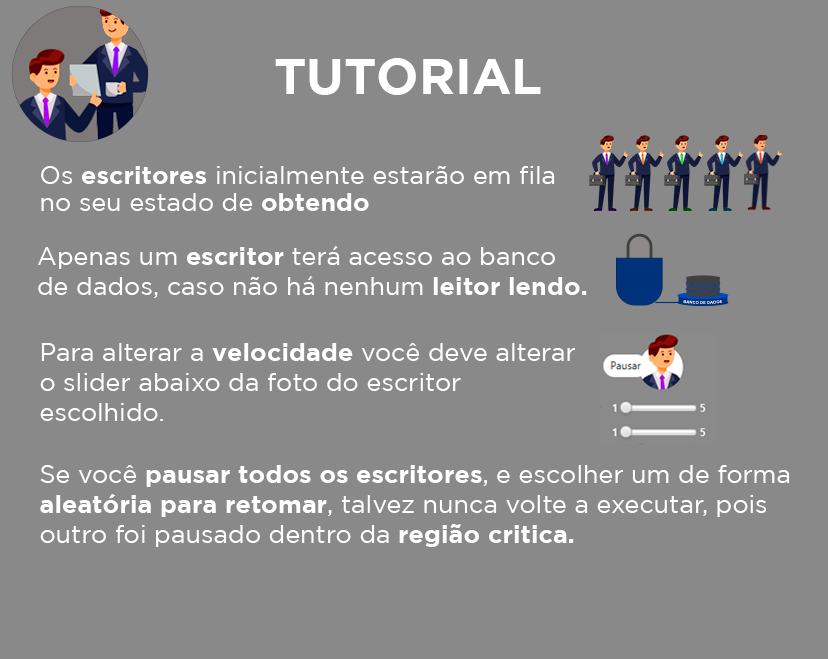 TUTORIAL
Os escritores inicialmente estarão em fila
no seu estado de obtendo
Apenas um escritor terá acesso ao banco
de dados, caso não há nenhum leitor lendo.
BANCO DE DADOS
Para alterar a velocidade você deve alterar
o slider abaixo da foto do escritor
escolhido.
Pausar
1 5
1 5
Se você pausar todos os escritores, e escolher um de forma
aleatória para retomar, talvez nunca volte a executar, pois
outro foi pausado dentro da região critica.